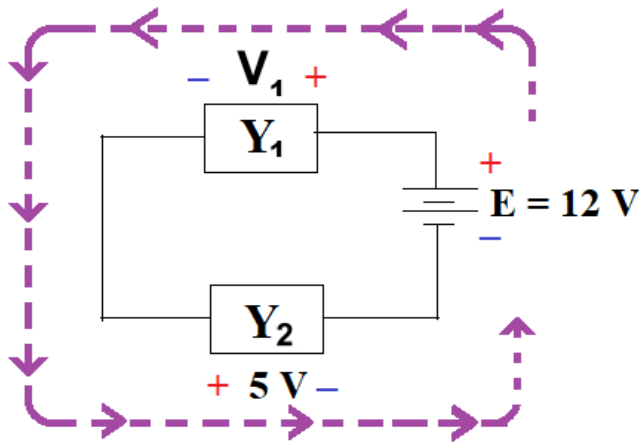 – V₁ +
Y₁
+
E = 12 V
–
Y₂
+ 5 V –